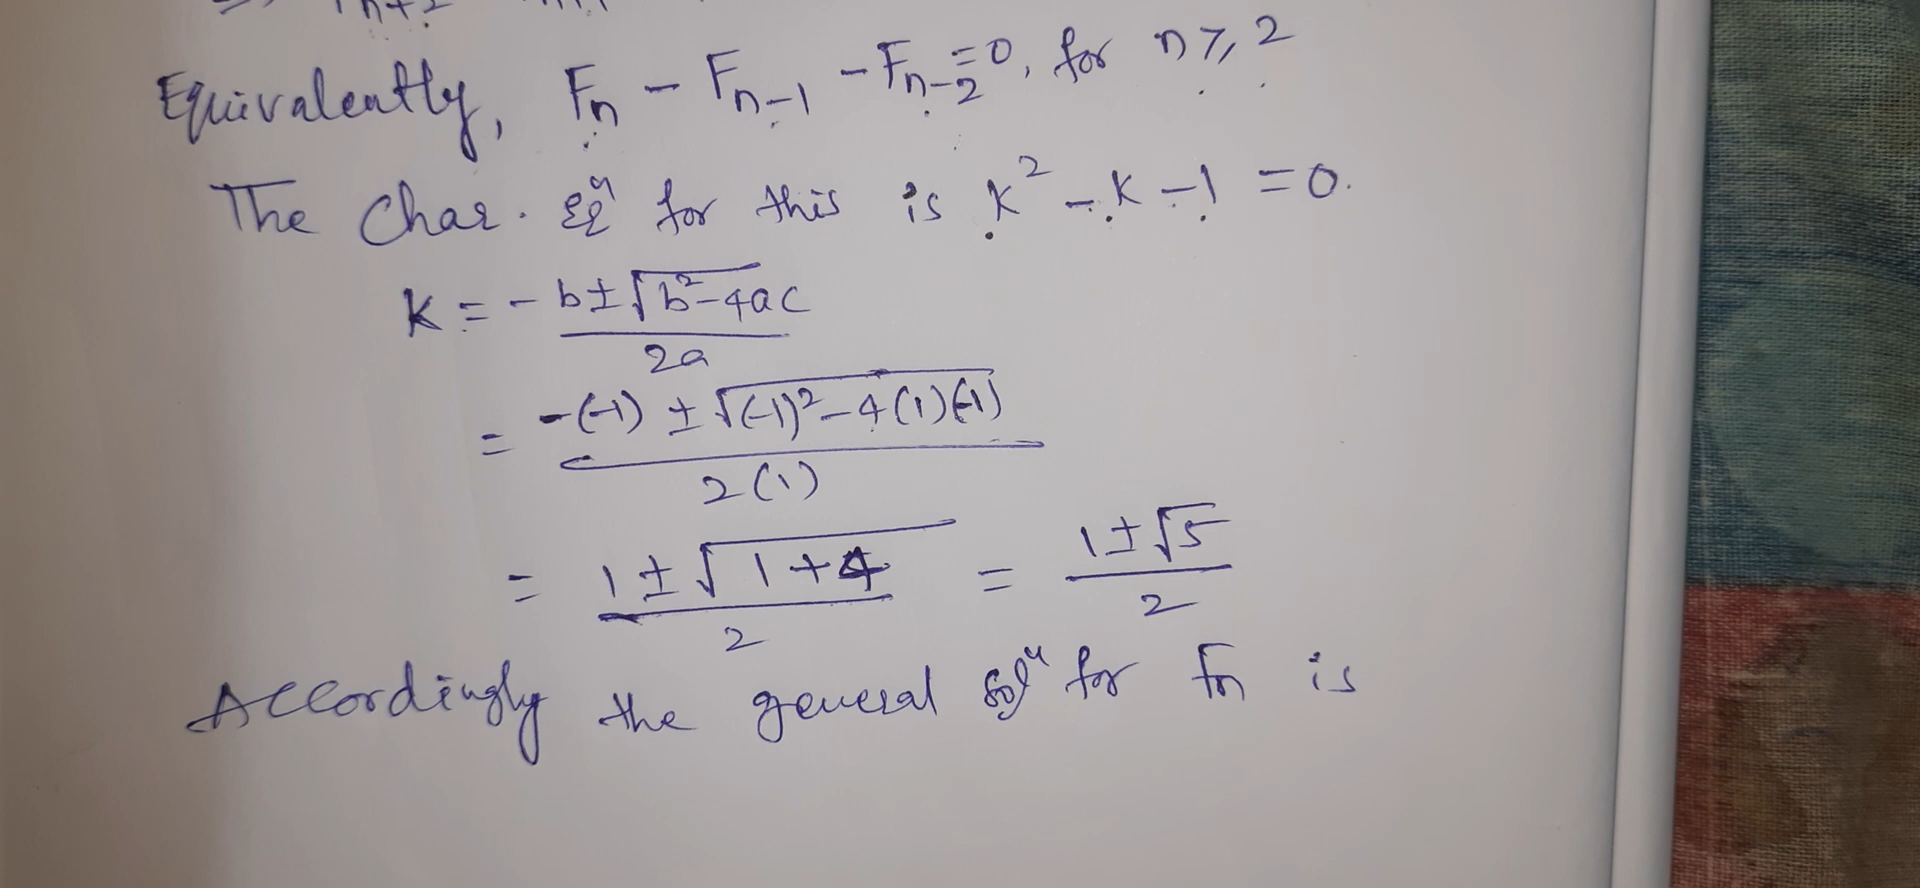 => Fn+2
Equivalently, Fn - Fn-1 - Fn-2 = 0, for n ≥ 2
The Char. Eqⁿ for this is k² - k - 1 = 0.
k = -b ± √b²-4ac / 2a
= -(-1) ± √(-1)² - 4(1)(-1) / 2(1)
= 1 ± √1+4 / 2 = 1 ± √5 / 2
Accordingly the general solⁿ for Fn is